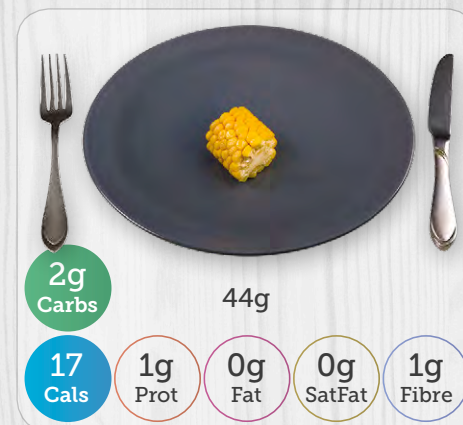 2g
Carbs
44g
17
Cals
1g
Prot
0g
Fat
0g
SatFat
1g
Fibre